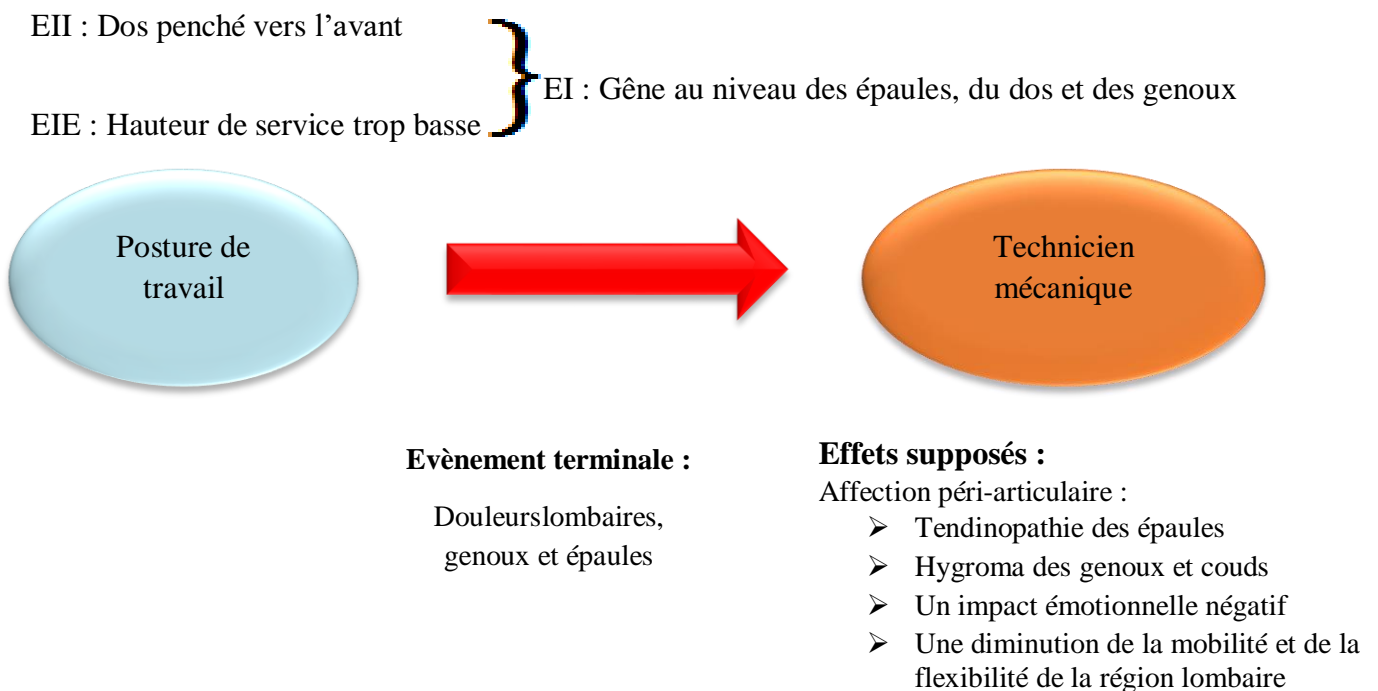 EII : Dos penché vers l’avant
EI : Gêne au niveau des épaules, du dos et des genoux
EIE : Hauteur de service trop basse
Posture de
travail
Technicien
mécanique
Evènement terminale :
Douleurslombaires,
genoux et épaules
Effets supposés :
Affection péri-articulaire :
➢ Tendinopathie des épaules
➢ Hygroma des genoux et couds
➢ Un impact émotionnelle négatif
➢ Une diminution de la mobilité et de la
flexibilité de la région lombaire